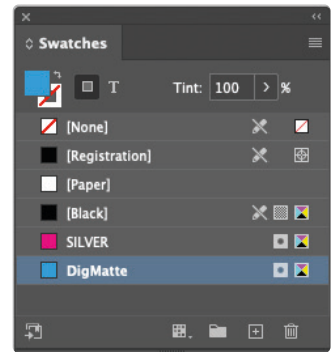 Swatches
T Tint: 100 > %
[None]
[Registration]
[Paper]
[Black]
SILVER
DigMatte